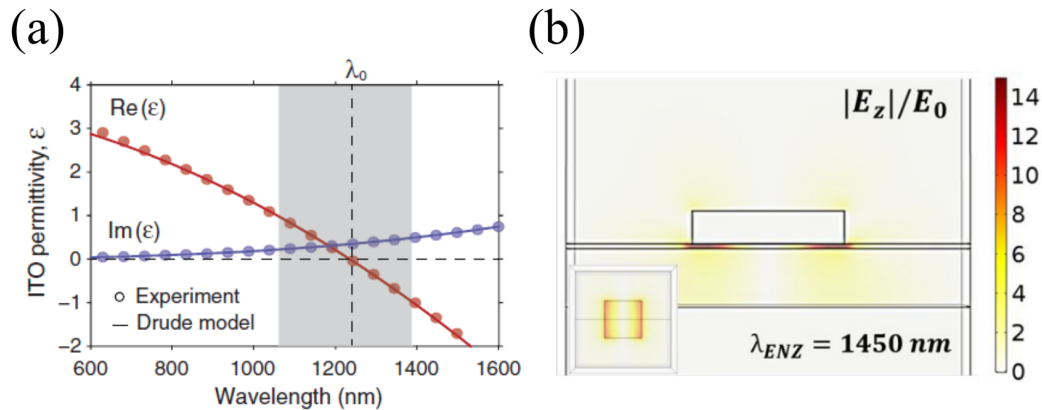 (a)
(b)
λ₀
4
3
2
1
0
−1
−2
Re(ε)
Im(ε)
○ Experiment
— Drude model
ITO permittivity, ε
600
800
1000
1200
1400
1600
Wavelength (nm)
|E_z|/E_0
λ_ENZ = 1450 nm
14
12
10
8
6
4
2
0